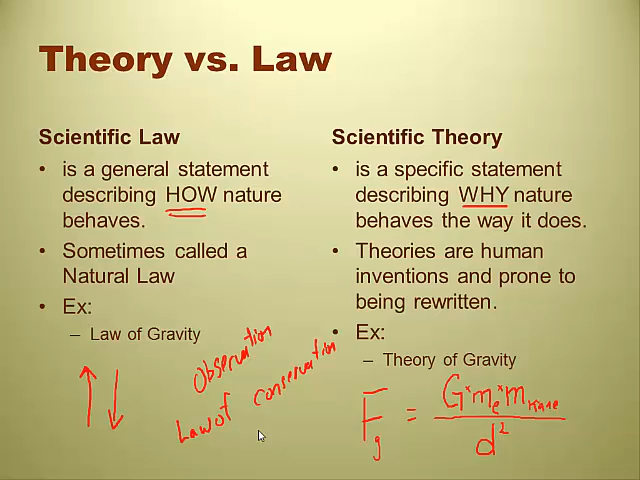 Theory vs. Law
Scientific Law
• is a general statement
describing HOW nature
behaves.
• Sometimes called a
Natural Law
• Ex:
– Law of Gravity
Observation
Law of conservation
Scientific Theory
• is a specific statement
describing WHY nature
behaves the way it does.
• Theories are human
inventions and prone to
being rewritten.
• Ex:
– Theory of Gravity
Fg = G x me x m
d²